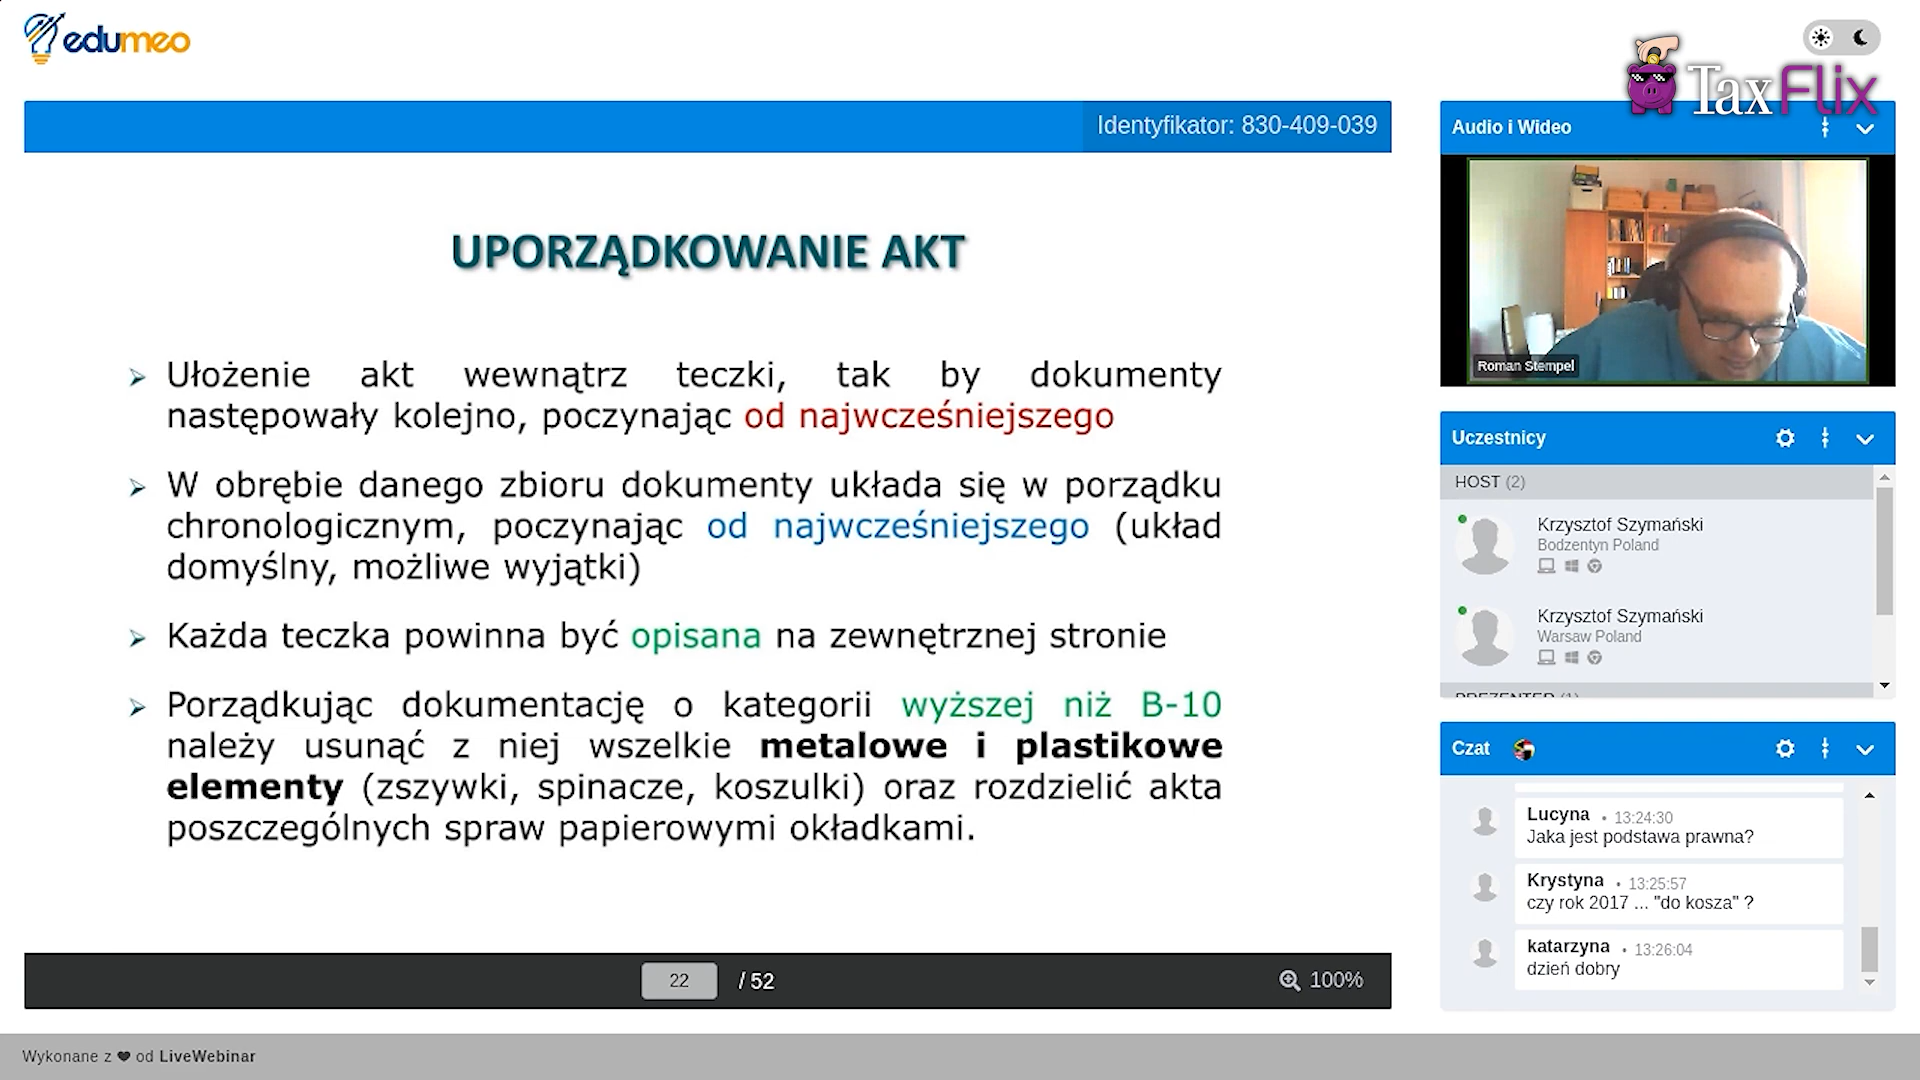 edumeo
TaxFlix
Identyfikator: 830-409-039
UPORZĄDKOWANIE AKT
➢ Ułożenie akt wewnątrz teczki, tak by dokumenty
następowały kolejno, poczynając od najwcześniejszego
➢ W obrębie danego zbioru dokumenty układa się w porządku
chronologicznym, poczynając od najwcześniejszego (układ
domyślny, możliwe wyjątki)
➢ Każda teczka powinna być opisana na zewnętrznej stronie
➢ Porządkując dokumentację o kategorii wyższej niż B-10
należy usunąć z niej wszelkie metalowe i plastikowe
elementy (zszywki, spinacze, koszulki) oraz rozdzielić akta
poszczególnych spraw papierowymi okładkami.
22 / 52
100%
Audio i Wideo
Roman Stempel
Uczestnicy
HOST (2)
Krzysztof Szymański
Bodzentyn Poland
Krzysztof Szymański
Warsaw Poland
PREZENTER (1)
Czat
Lucyna • 13:24:30
Jaka jest podstawa prawna?
Krystyna • 13:25:57
czy rok 2017 ... "do kosza" ?
katarzyna • 13:26:04
dzień dobry
Wykonane z ❤ od LiveWebinar